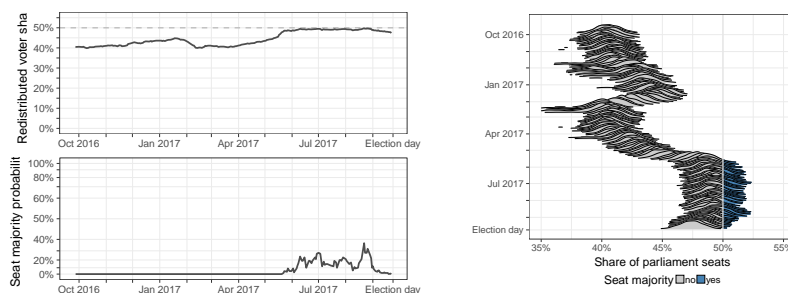 Redistributed voter sha
50%
40%
30%
20%
10%
0%
Oct 2016 Jan 2017 Apr 2017 Jul 2017 Election day
Seat majority probabilit
100%
80%
60%
40%
20%
0%
Oct 2016 Jan 2017 Apr 2017 Jul 2017 Election day
Oct 2016
Jan 2017
Apr 2017
Jul 2017
Election day
35% 40% 45% 50% 55%
Share of parliament seats
Seat majority no yes